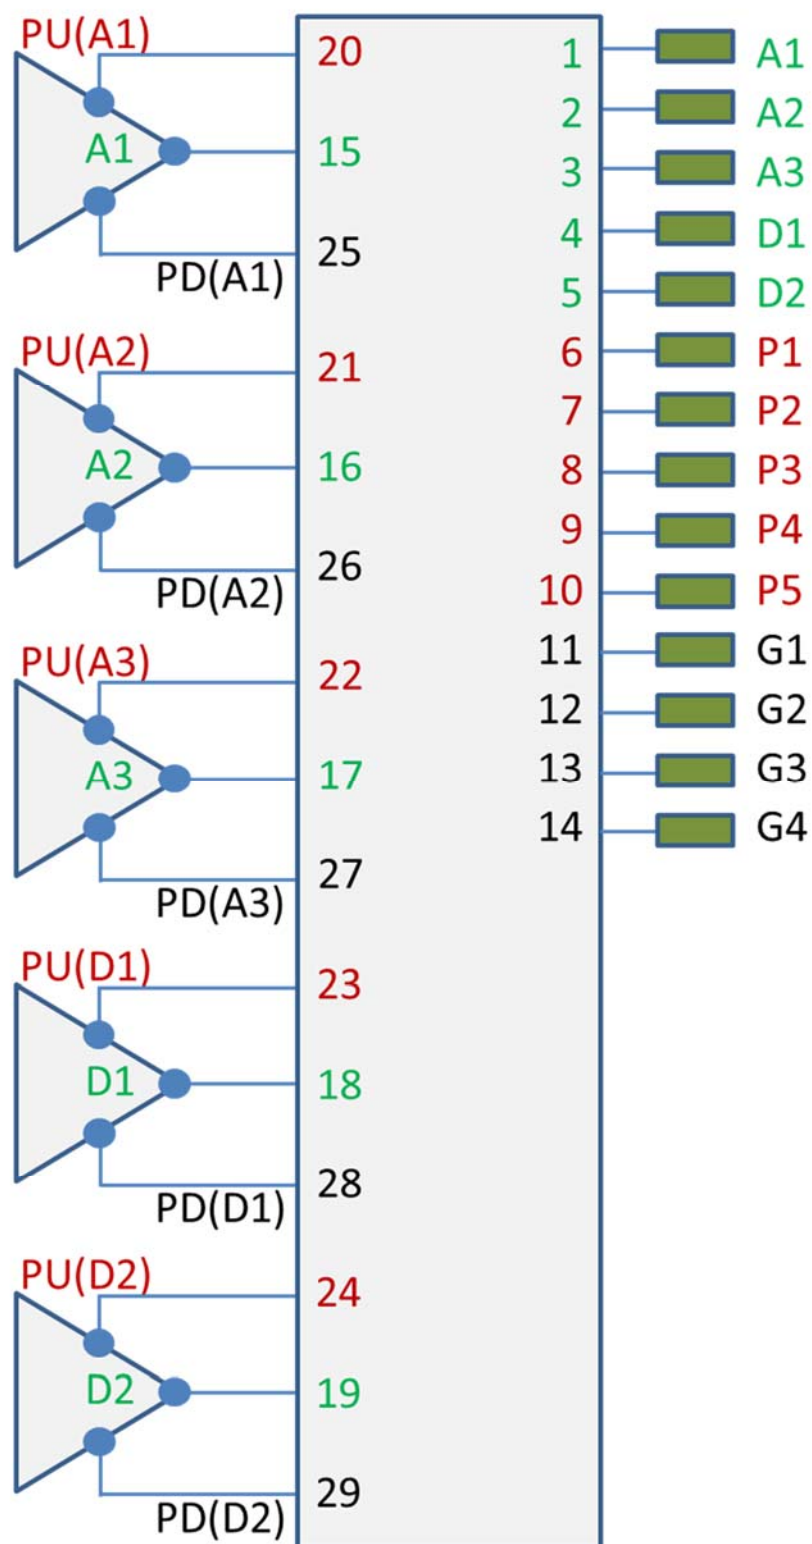 PU(A1)
20
1
A1
A1
15
2
A2
25
3
A3
PD(A1)
4
D1
5
D2
PU(A2)
21
6
P1
7
P2
A2
16
8
P3
26
9
P4
PD(A2)
10
P5
PU(A3)
22
11
G1
12
G2
A3
17
13
G3
27
14
G4
PD(A3)
PU(D1)
23
D1
18
28
PD(D1)
PU(D2)
24
D2
19
29
PD(D2)